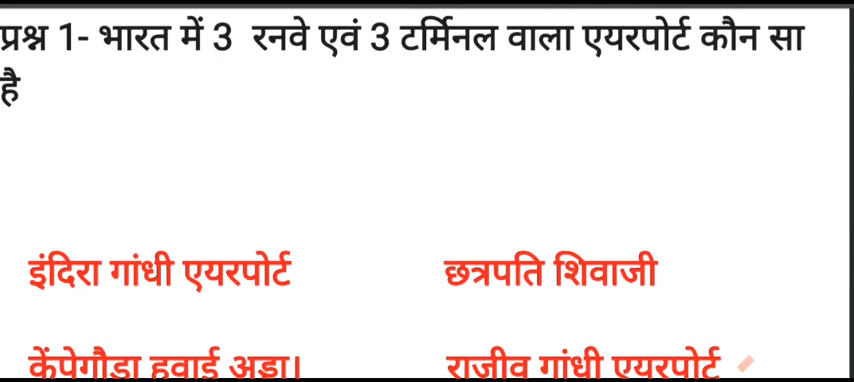 प्रश्न 1- भारत में 3 रनवे एवं 3 टर्मिनल वाला एयरपोर्ट कौन सा
है
इंदिरा गांधी एयरपोर्ट छत्रपति शिवाजी
केंपेगौडा हवाई अड्डा। राजीव गांधी एयरपोर्ट